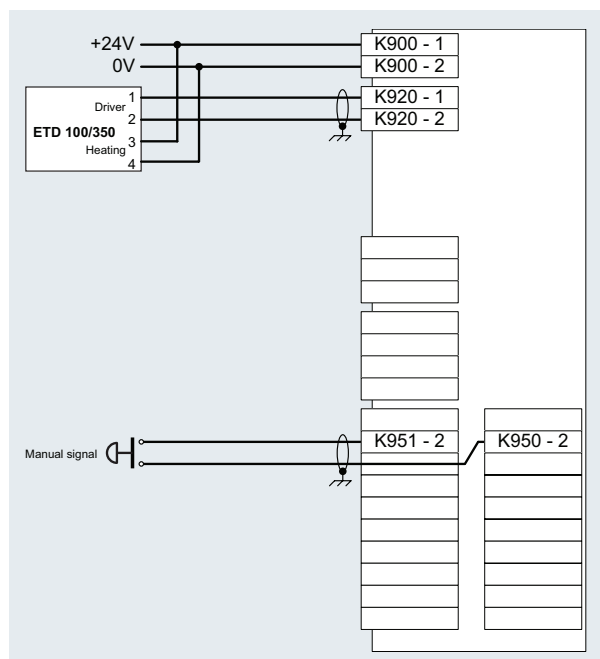 +24V
K900 - 1
0V
K900 - 2
Driver
1
K920 - 1
2
K920 - 2
ETD 100/350
Heating
3
4
Manual signal
K951 - 2
K950 - 2